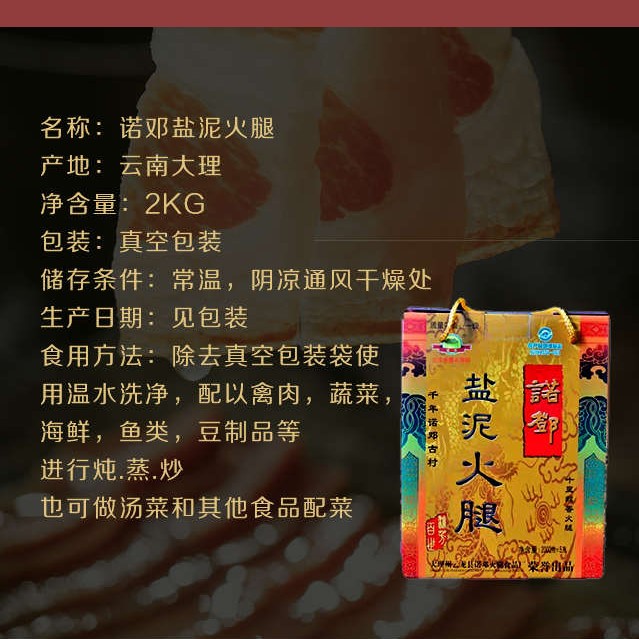 名称：诺邓盐泥火腿
产地：云南大理
净含量：2KG
包装：真空包装
储存条件：常温，阴凉通风干燥处
生产日期：见包装
食用方法：除去真空包装袋使
用温水洗净，配以禽肉，蔬菜，
海鲜，鱼类，豆制品等
进行炖.蒸.炒
也可做汤菜和其他食品配菜
諾鄧
盐泥火腿
千年诺邓古村
荣誉出品